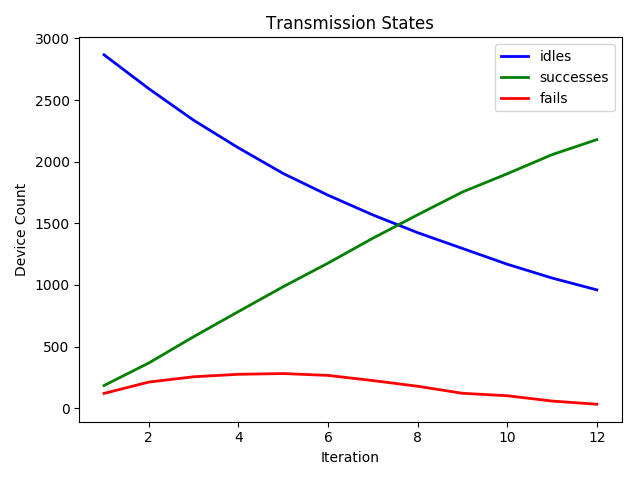 Transmission States
3000
2500
2000
1500
1000
500
0
Device Count
idles
successes
fails
2 4 6 8 10 12
Iteration